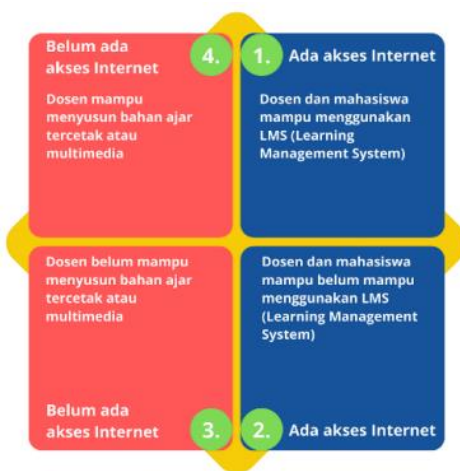 Belum ada
akses Internet
4.
Dosen mampu
menyusun bahan ajar
tercetak atau
multimedia
1.
Ada akses Internet
Dosen dan mahasiswa
mampu menggunakan
LMS (Learning
Management System)
Dosen belum mampu
menyusun bahan ajar
tercetak atau
multimedia
Belum ada
akses Internet
3.
Dosen dan mahasiswa
mampu belum mampu
menggunakan LMS
(Learning Management
System)
2.
Ada akses Internet